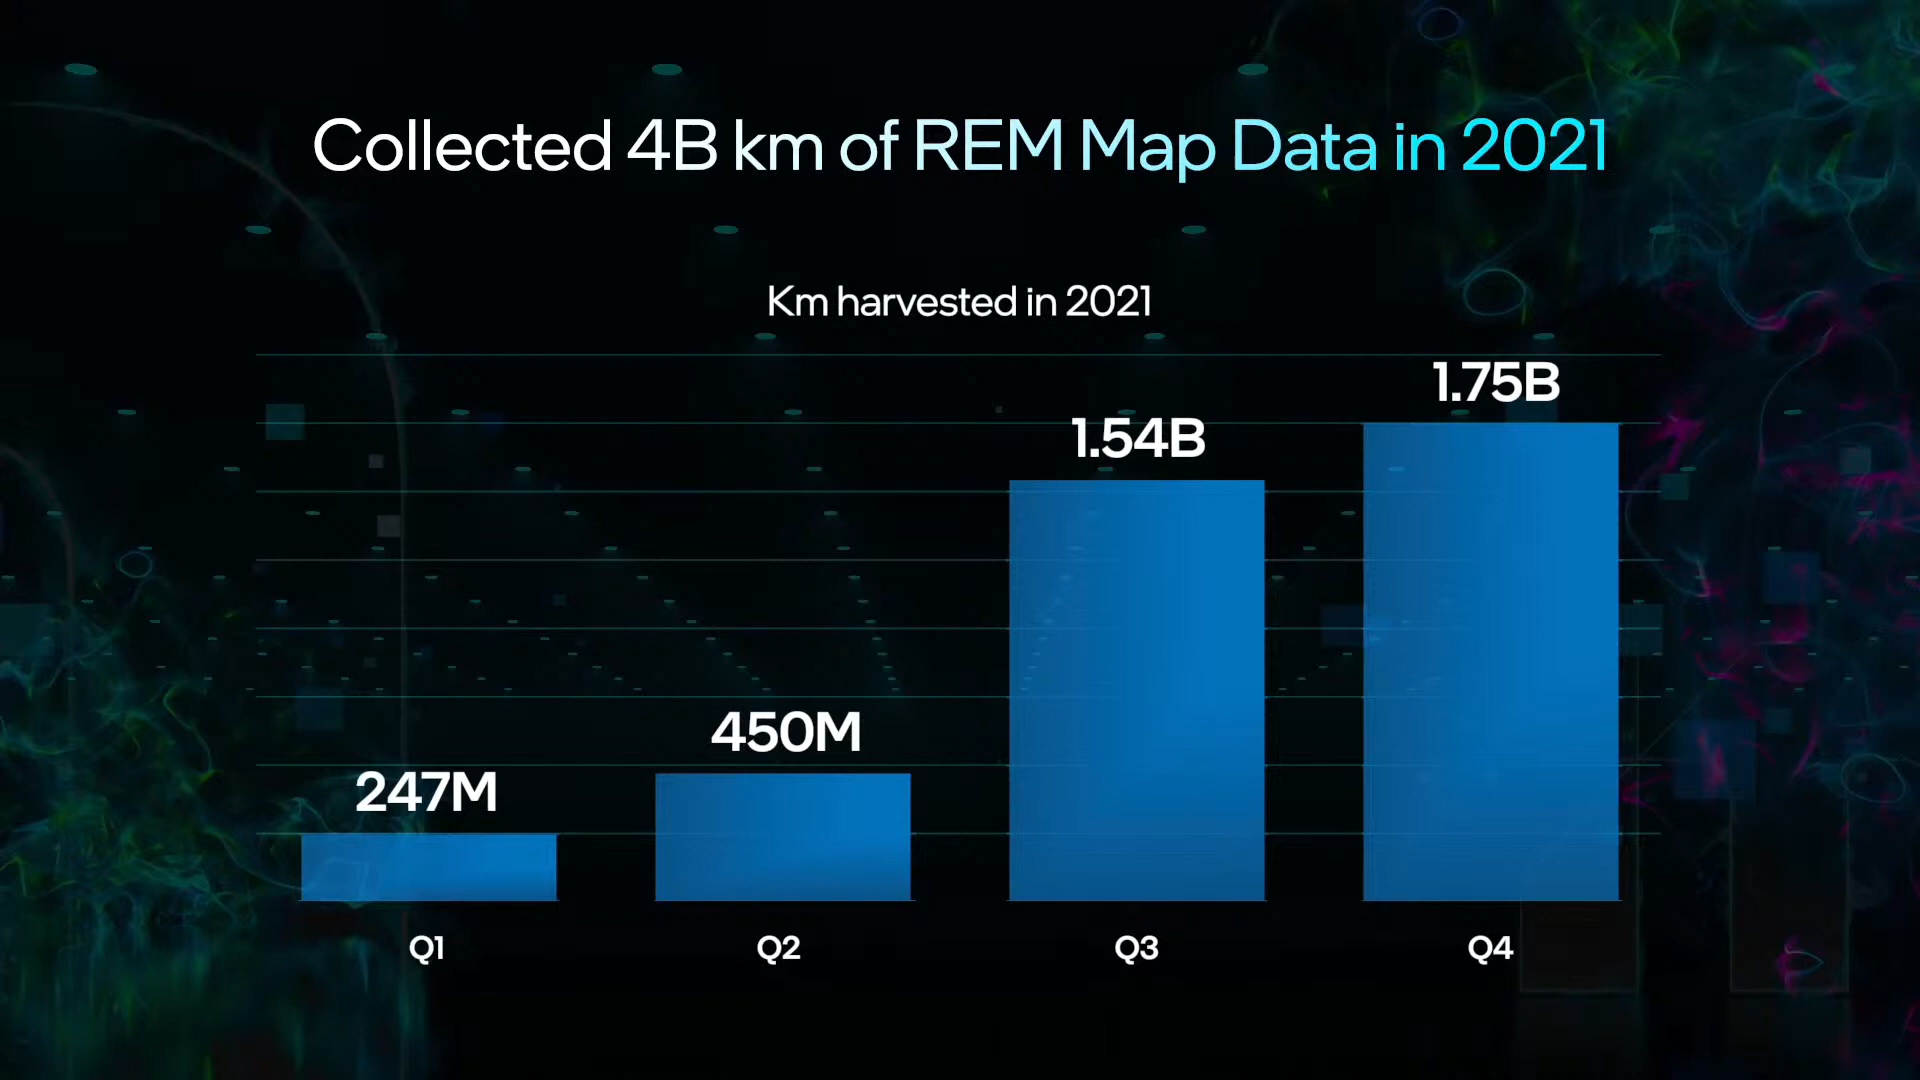 Collected 4B km of REM Map Data in 2021
Km harvested in 2021
247M
450M
1.54B
1.75B
Q1
Q2
Q3
Q4